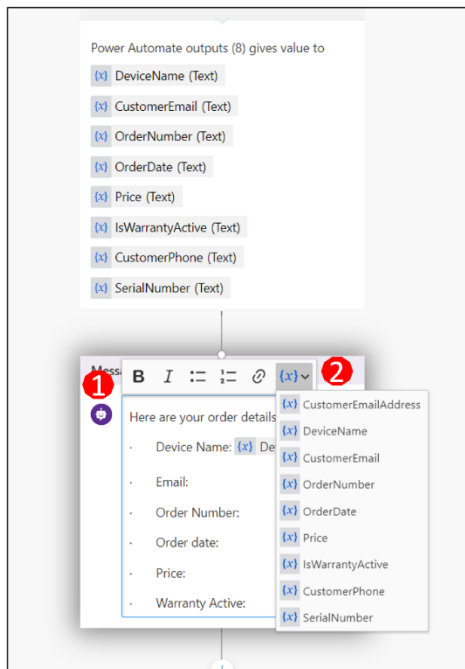 Power Automate outputs (8) gives value to
{x} DeviceName (Text)
{x} CustomerEmail (Text)
{x} OrderNumber (Text)
{x} OrderDate (Text)
{x} Price (Text)
{x} IsWarrantyActive (Text)
{x} CustomerPhone (Text)
{x} SerialNumber (Text)
1 Messa
B I {x} 2
Here are your order details
· Device Name: {x} De
· Email:
· Order Number:
· Order date:
· Price:
· Warranty Active:
{x} CustomerEmailAddress
{x} DeviceName
{x} CustomerEmail
{x} OrderNumber
{x} OrderDate
{x} Price
{x} IsWarrantyActive
{x} CustomerPhone
{x} SerialNumber